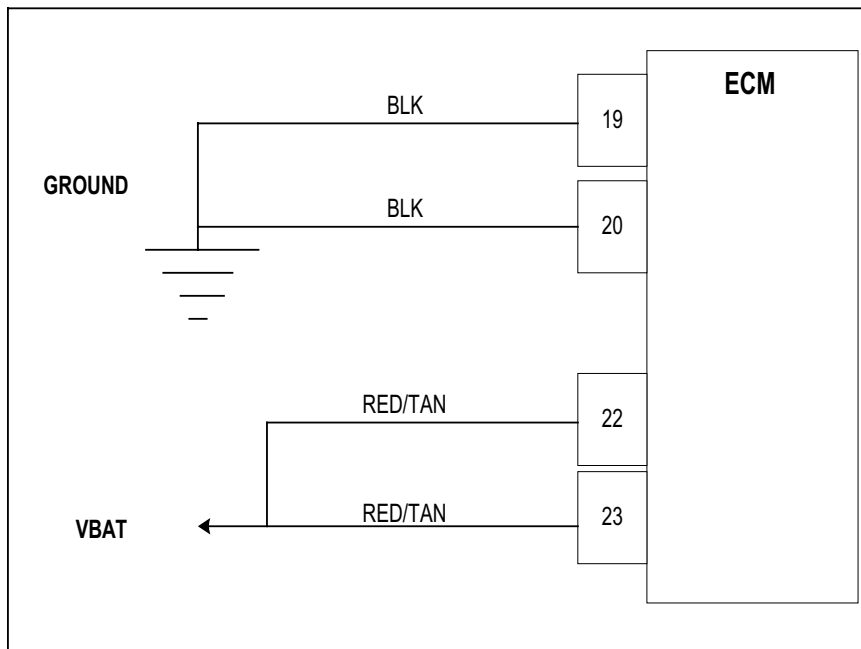 ECM
BLK
19
GROUND
BLK
20
RED/TAN
22
VBAT
RED/TAN
23